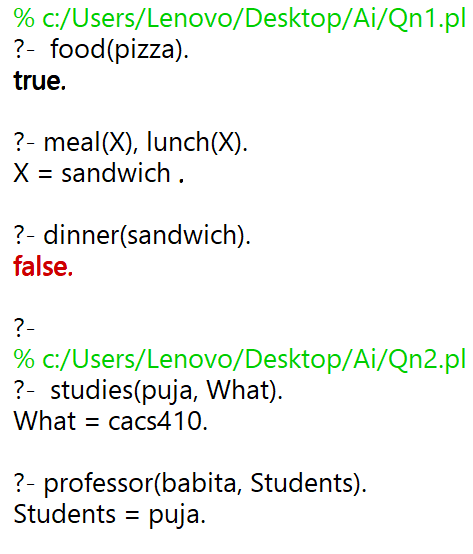 % c:/Users/Lenovo/Desktop/Ai/Qn1.pl
?- food(pizza).
true.
?- meal(X), lunch(X).
X = sandwich .
?- dinner(sandwich).
false.
?-
% c:/Users/Lenovo/Desktop/Ai/Qn2.pl
?- studies(puja, What).
What = cacs410.
?- professor(babita, Students).
Students = puja.